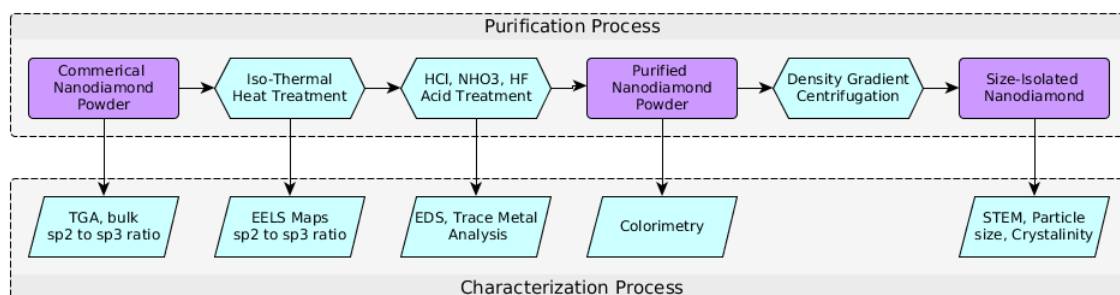 Purification Process
Commerical
Nanodiamond
Powder
Iso-Thermal
Heat Treatment
HCl, NHO3, HF
Acid Treatment
Purified
Nanodiamond
Powder
Density Gradient
Centrifugation
Size-Isolated
Nanodiamond
TGA, bulk
sp2 to sp3 ratio
EELS Maps
sp2 to sp3 ratio
EDS, Trace Metal
Analysis
Colorimetry
STEM, Particle
size, Crystalinity
Characterization Process